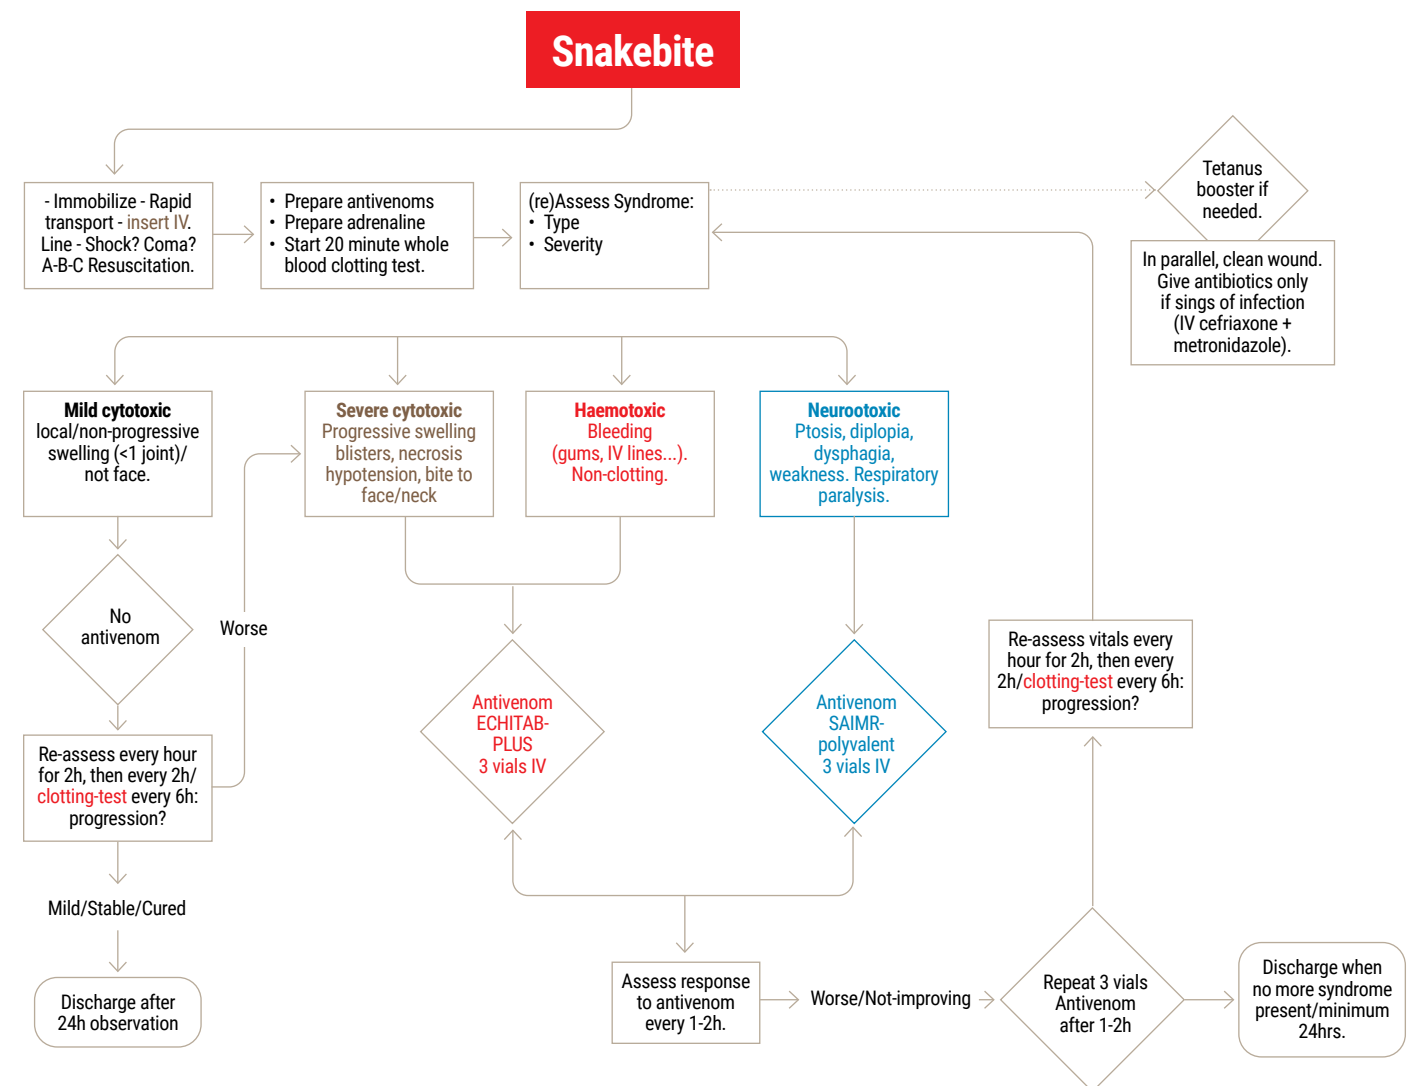 Snakebite
- Immobilize - Rapid
transport - insert IV.
Line - Shock? Coma?
A-B-C Resuscitation.
• Prepare antivenoms
• Prepare adrenaline
• Start 20 minute whole
blood clotting test.
(re)Assess Syndrome:
• Type
• Severity
Tetanus
booster if
needed.
In parallel, clean wound.
Give antibiotics only
if sings of infection
(IV cefriaxone +
metronidazole).
Mild cytotoxic
local/non-progressive
swelling (<1 joint)/
not face.
Severe cytotoxic
Progressive swelling
blisters, necrosis
hypotension, bite to
face/neck
Haemotoxic
Bleeding
(gums, IV lines...).
Non-clotting.
Neurootoxic
Ptosis, diplopia,
dysphagia,
weakness. Respiratory
paralysis.
No
antivenom
Worse
Antivenom
ECHITAB-
PLUS
3 vials IV
Antivenom
SAIMR-
polyvalent
3 vials IV
Re-assess vitals every
hour for 2h, then every
2h/clotting-test every 6h:
progression?
Re-assess every hour
for 2h, then every 2h/
clotting-test every 6h:
progression?
Mild/Stable/Cured
Discharge after
24h observation
Assess response
to antivenom
every 1-2h.
Worse/Not-improving
Repeat 3 vials
Antivenom
after 1-2h
Discharge when
no more syndrome
present/minimum
24hrs.